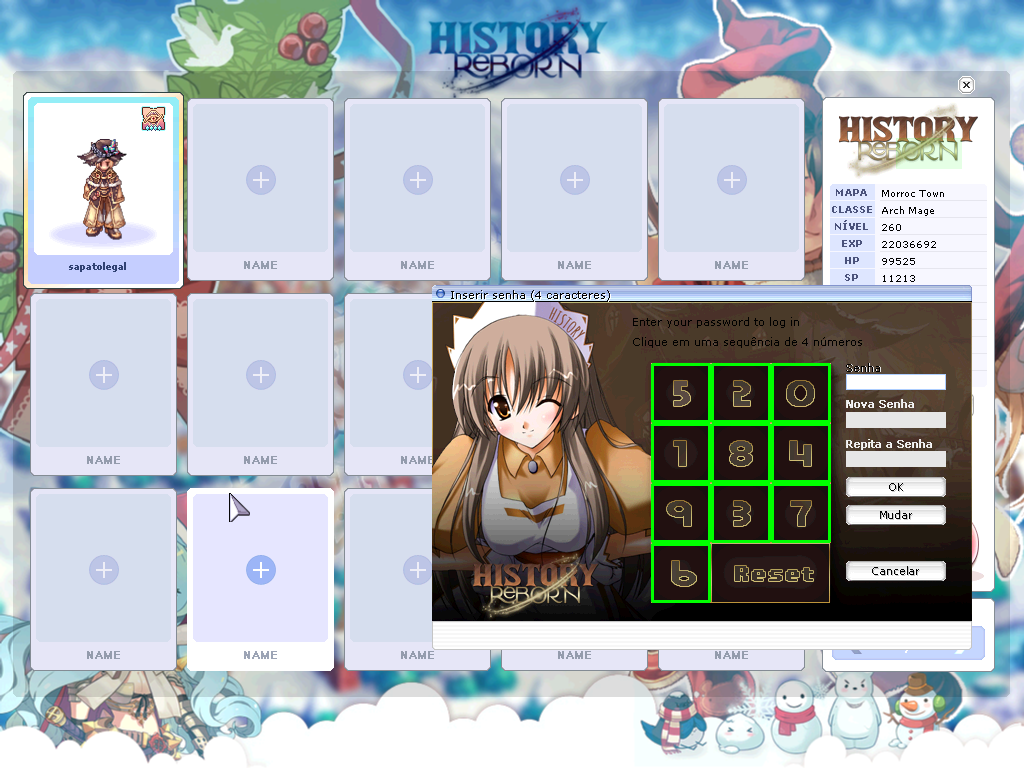 HISTORY
REBORN
HISTORY
REBORN
sapatolegal
NAME
NAME
NAME
NAME
MAPA Morroc Town
CLASSE Arch Mage
NÍVEL 260
EXP 22036692
HP 99525
SP 11213
Inserir senha (4 caracteres)
HISTORY
Enter your password to log in
Clique em uma sequência de 4 números
5 2 0
1 8 4
9 3 7
6 Reset
Senha
Nova Senha
Repita a Senha
OK
Mudar
Cancelar
HISTORY
REBORN
NAME
NAME
NAME
NAME
NAME
NAME
NAME
NAME